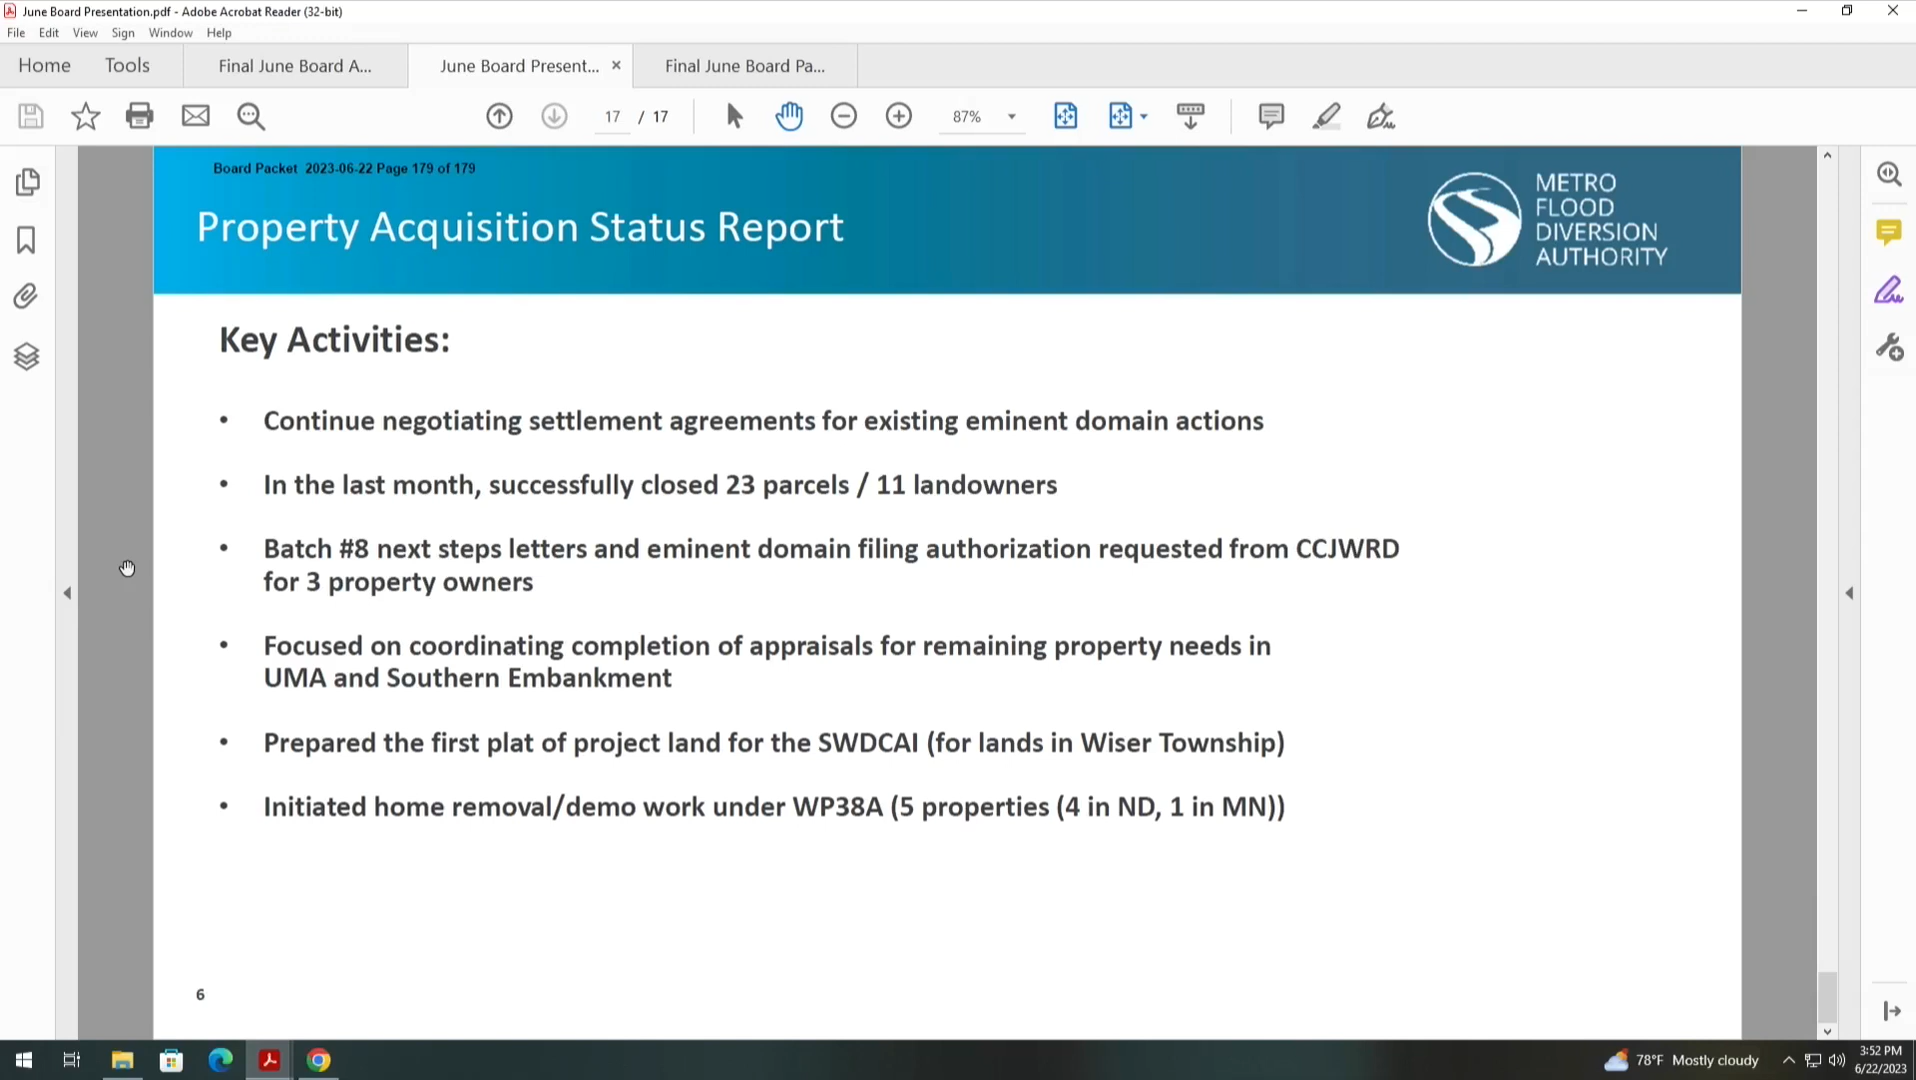 June Board Presentation.pdf - Adobe Acrobat Reader (32-bit)
File Edit View Sign Window Help
Home Tools Final June Board A... June Board Present... × Final June Board Pa...
17 / 17 87%
Board Packet 2023-06-22 Page 179 of 179
Property Acquisition Status Report
METRO
FLOOD
DIVERSION
AUTHORITY
Key Activities:
• Continue negotiating settlement agreements for existing eminent domain actions
• In the last month, successfully closed 23 parcels / 11 landowners
• Batch #8 next steps letters and eminent domain filing authorization requested from CCJWRD
for 3 property owners
• Focused on coordinating completion of appraisals for remaining property needs in
UMA and Southern Embankment
• Prepared the first plat of project land for the SWDCAI (for lands in Wiser Township)
• Initiated home removal/demo work under WP38A (5 properties (4 in ND, 1 in MN))
6
78°F Mostly cloudy
3:52 PM
6/22/2023